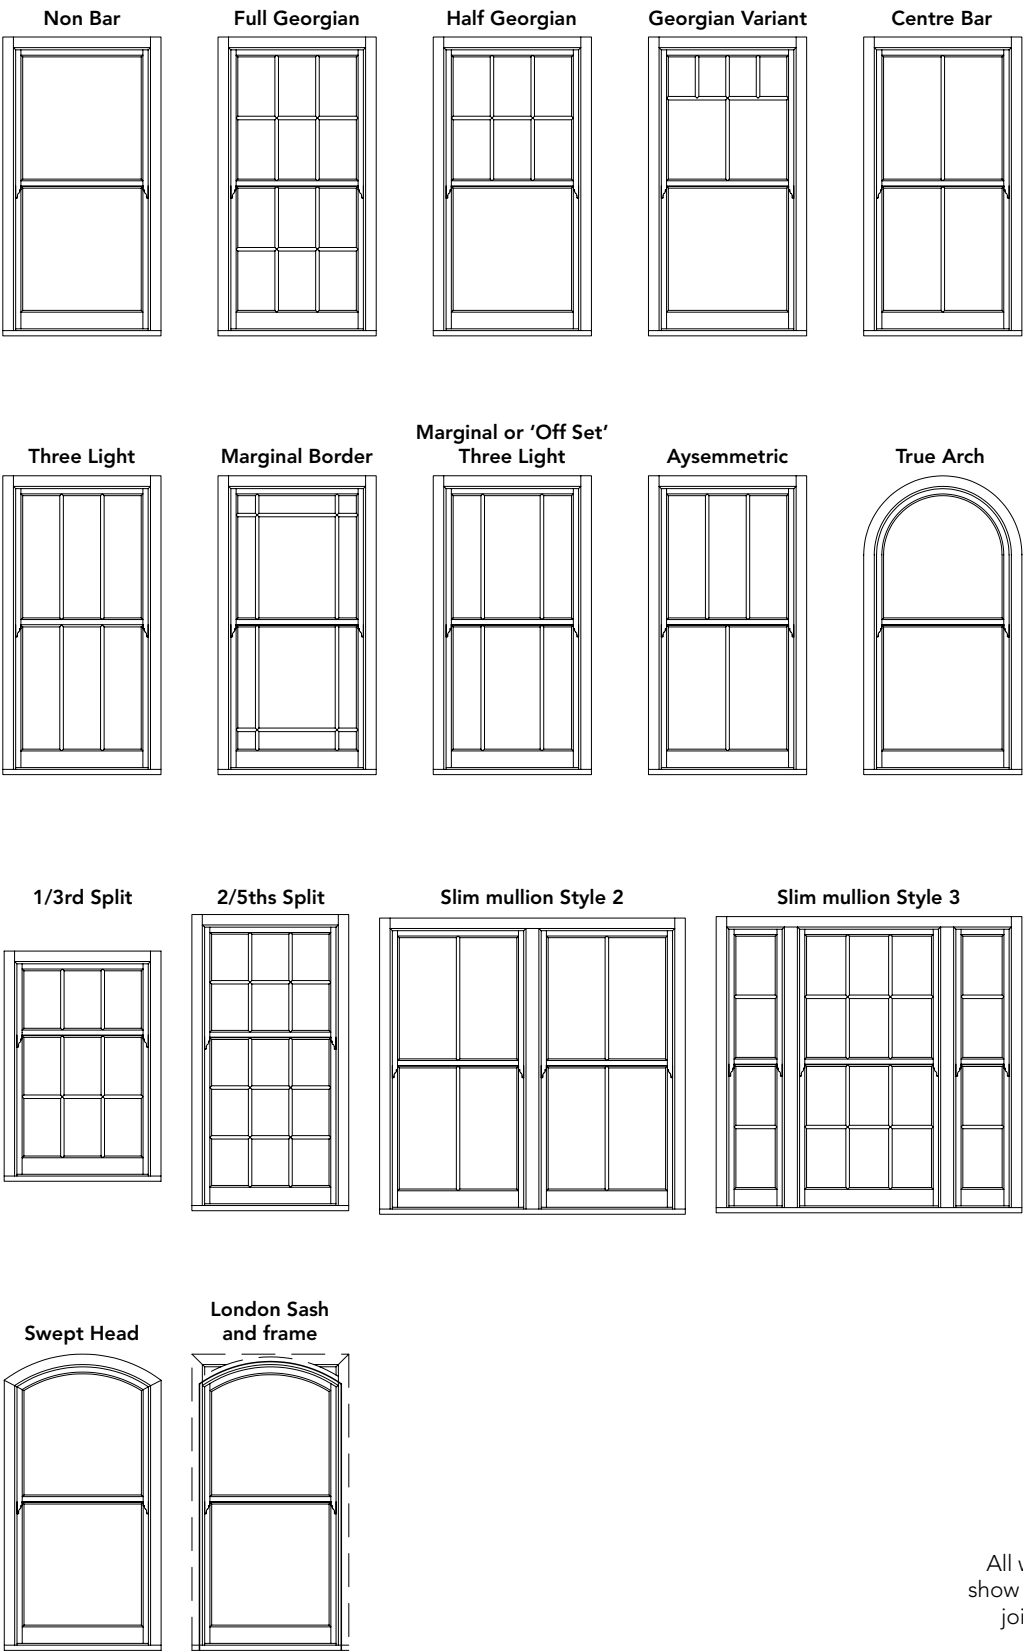 Non Bar
Full Georgian
Half Georgian
Georgian Variant
Centre Bar
Three Light
Marginal Border
Marginal or ‘Off Set’
Three Light
Aysemmetric
True Arch
1/3rd Split
2/5ths Split
Slim mullion Style 2
Slim mullion Style 3
Swept Head
London Sash
and frame
All
show